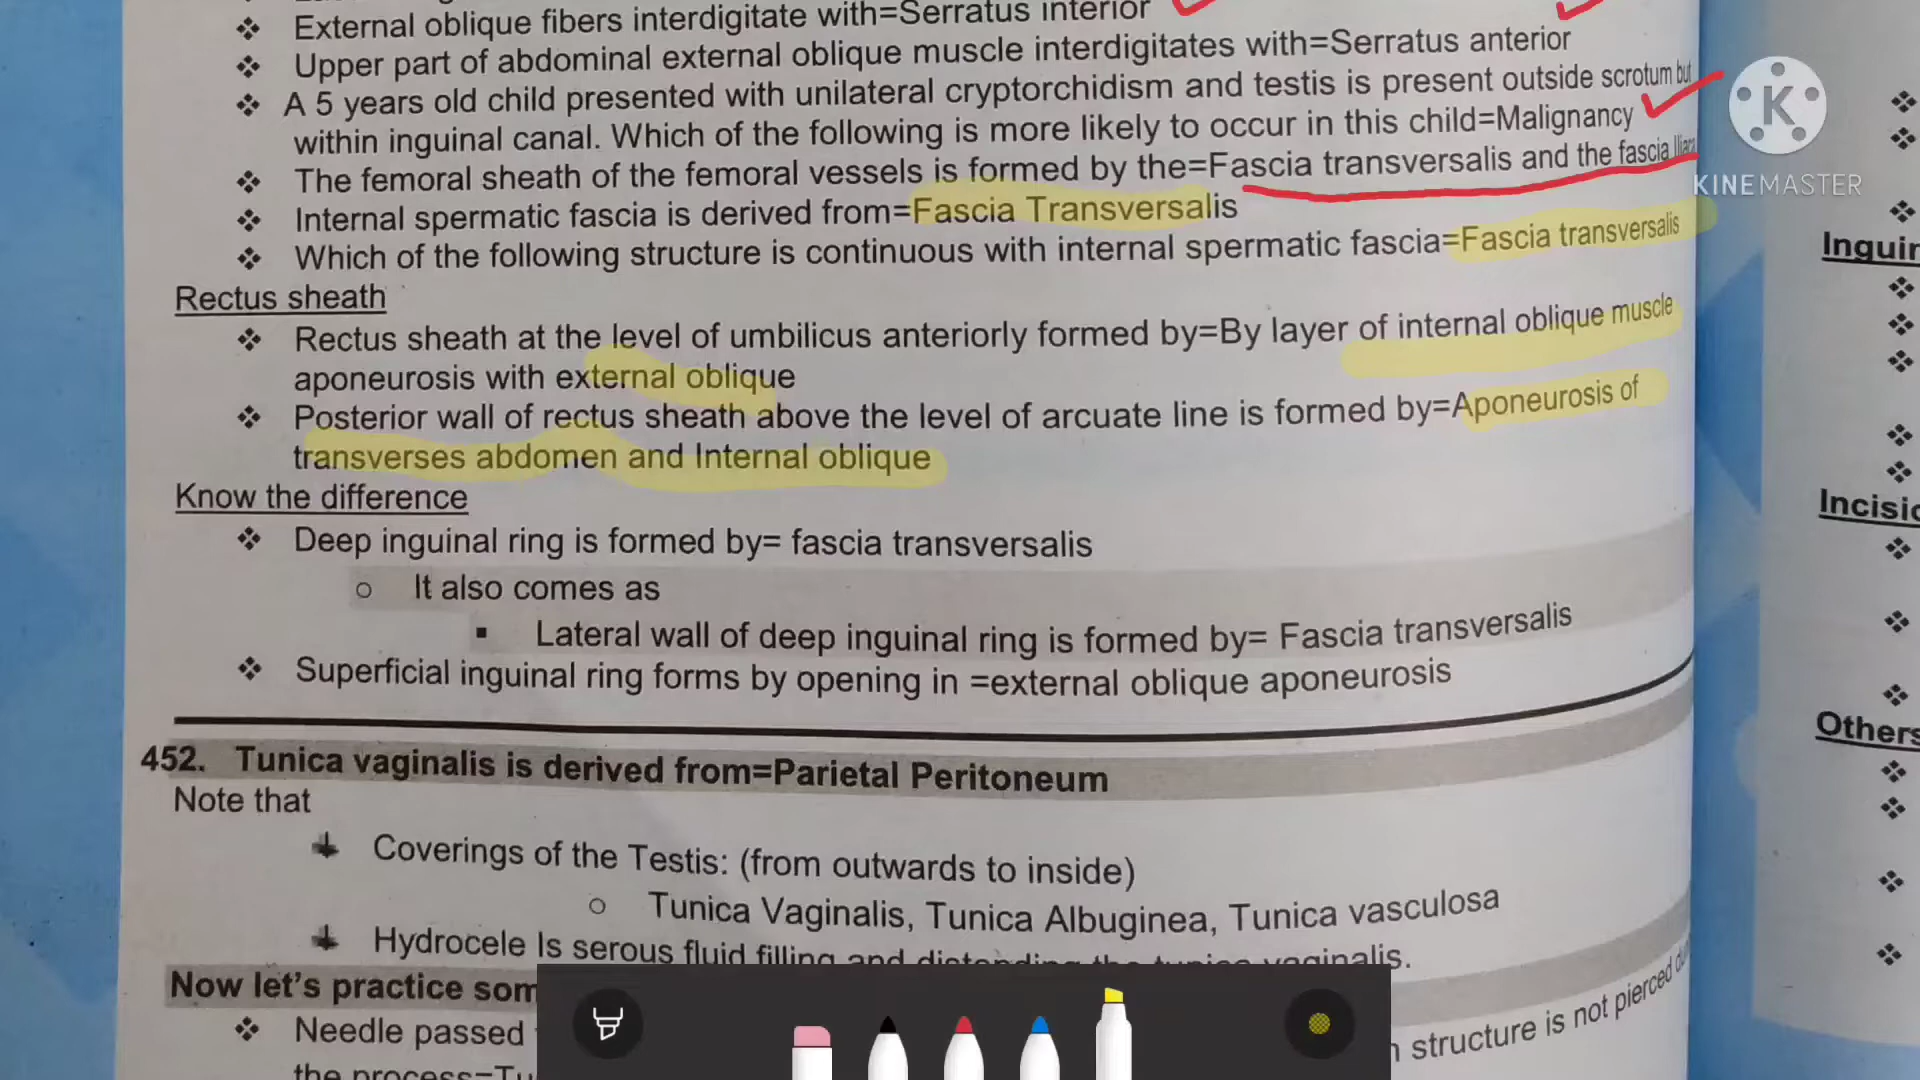 External oblique fibers interdigitate with=Serratus interior
Upper part of abdominal external oblique muscle interdigitates with=Serratus anterior
A 5 years old child presented with unilateral cryptorchidism and testis is present outside scrotum but
within inguinal canal. Which of the following is more likely to occur in this child=Malignancy
The femoral sheath of the femoral vessels is formed by the=Fascia transversalis and the fascia
Internal spermatic fascia is derived from=Fascia Transversalis
Which of the following structure is continuous with internal spermatic fascia=Fascia transversalis
Rectus sheath
Rectus sheath at the level of umbilicus anteriorly formed by=By layer of internal oblique muscle
aponeurosis with external oblique
Posterior wall of rectus sheath above the level of arcuate line is formed by=Aponeurosis of
transverses abdomen and Internal oblique
Know the difference
Deep inguinal ring is formed by= fascia transversalis
It also comes as
Lateral wall of deep inguinal ring is formed by= Fascia transversalis
Superficial inguinal ring forms by opening in =external oblique aponeurosis
452. Tunica vaginalis is derived from=Parietal Peritoneum
Note that
Coverings of the Testis: (from outwards to inside)
Tunica Vaginalis, Tunica Albuginea, Tunica vasculosa
Hydrocele Is serous fluid filling and distending the tunica vaginalis.
Now let's practice som
Needle passed
structure is not pierced
the process=Tu
K
KINEMASTER
Inguin
Incisio
Others